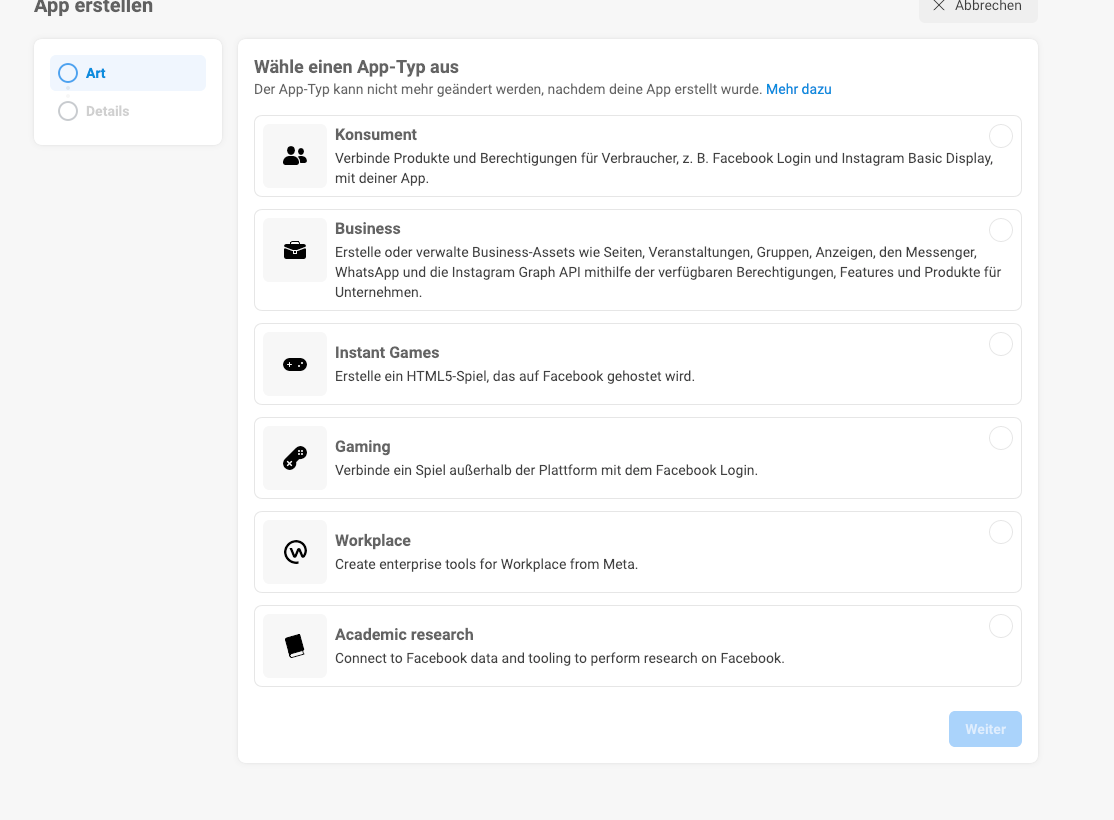 App erstellen
Abbrechen
Art
Details
Wähle einen App-Typ aus
Der App-Typ kann nicht mehr geändert werden, nachdem deine App erstellt wurde. Mehr dazu
Konsument
Verbinde Produkte und Berechtigungen für Verbraucher, z. B. Facebook Login und Instagram Basic Display,
mit deiner App.
Business
Erstelle oder verwalte Business-Assets wie Seiten, Veranstaltungen, Gruppen, Anzeigen, den Messenger,
WhatsApp und die Instagram Graph API mithilfe der verfügbaren Berechtigungen, Features und Produkte für
Unternehmen.
Instant Games
Erstelle ein HTML5-Spiel, das auf Facebook gehostet wird.
Gaming
Verbinde ein Spiel außerhalb der Plattform mit dem Facebook Login.
Workplace
Create enterprise tools for Workplace from Meta.
Academic research
Connect to Facebook data and tooling to perform research on Facebook.
Weiter